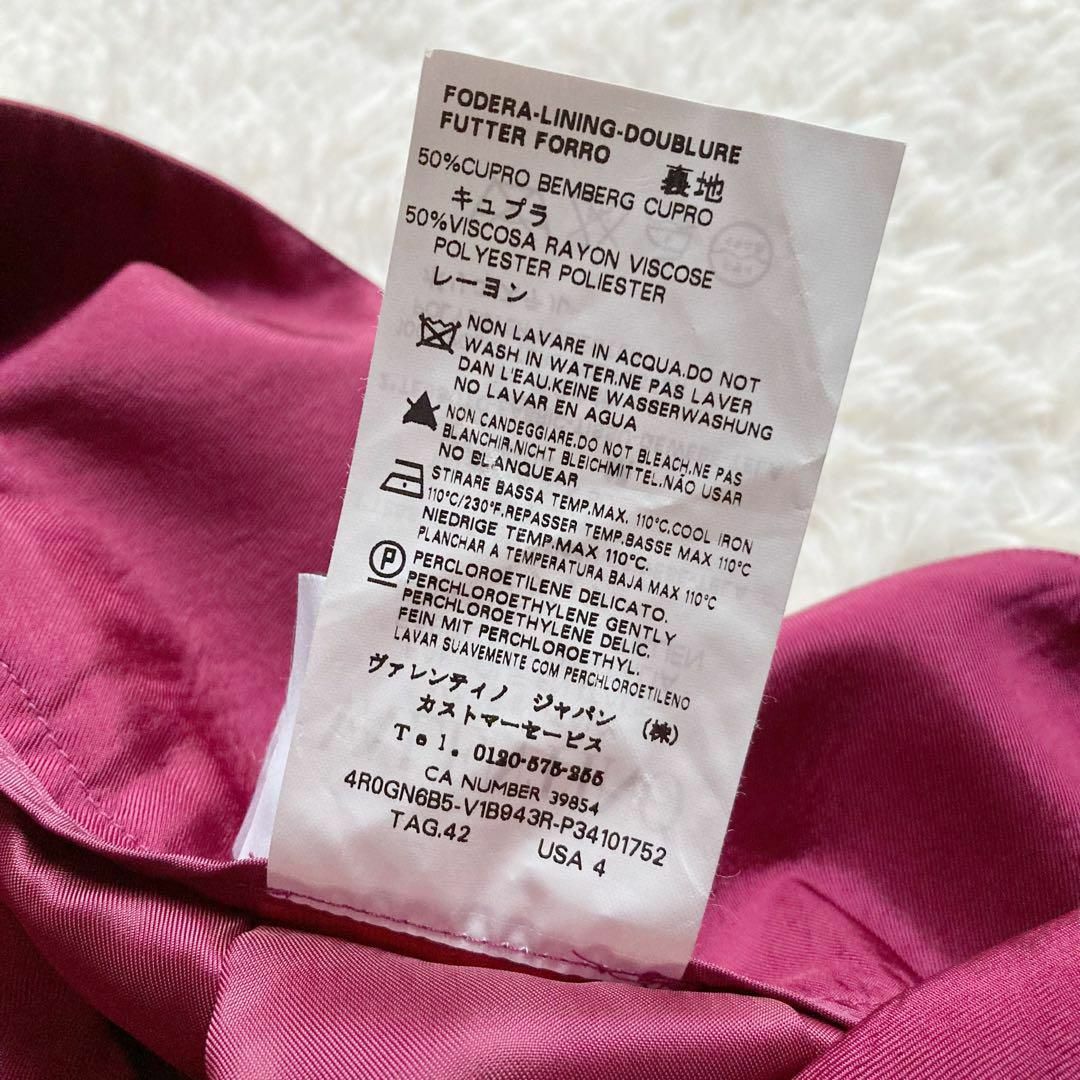 FODERA-LINING-DOUBLURE
FUTTER FORRO 裏地
50%CUPRO BEMBERG CUPRO
キュプラ
50%VISCOSA RAYON VISCOSE
POLYESTER POLIESTER
レーヨン
NON LAVARE IN ACQUA.DO NOT
WASH IN WATER.NE PAS LAVER
DAN L'EAU.KEINE WASSERWASHUNG
NO LAVAR EN AGUA
NON CANDEGGIARE.DO NOT BLEACH.NE PAS
BLANCHIR.NICHT BLEICHMITTEL.NÃO USAR
NO BLANQUEAR
STIRARE BASSA TEMP.MAX. 110°C.COOL IRON
110°C/230°F.REPASSER TEMP.BASSE MAX 110°C
NIEDRIGE TEMP.MAX 110°C.
PLANCHAR A TEMPERATURA BAJA MAX 110°C
P
PERCLOROETILENE DELICATO.
PERCHLOROETHYLENE GENTLY
PERCHLOROETHYLENE DELIC.
FEIN MIT PERCHLOROETHYL.
LAVAR SUAVEMENTE COM PERCHLOROETILENO
ヴァレンティノ ジャパン (株)
カストマーセービス
Tel. 0120-575-255
CA NUMBER 39854
4R0GN6B5-V1B943R-P34101752
TAG.42 USA 4